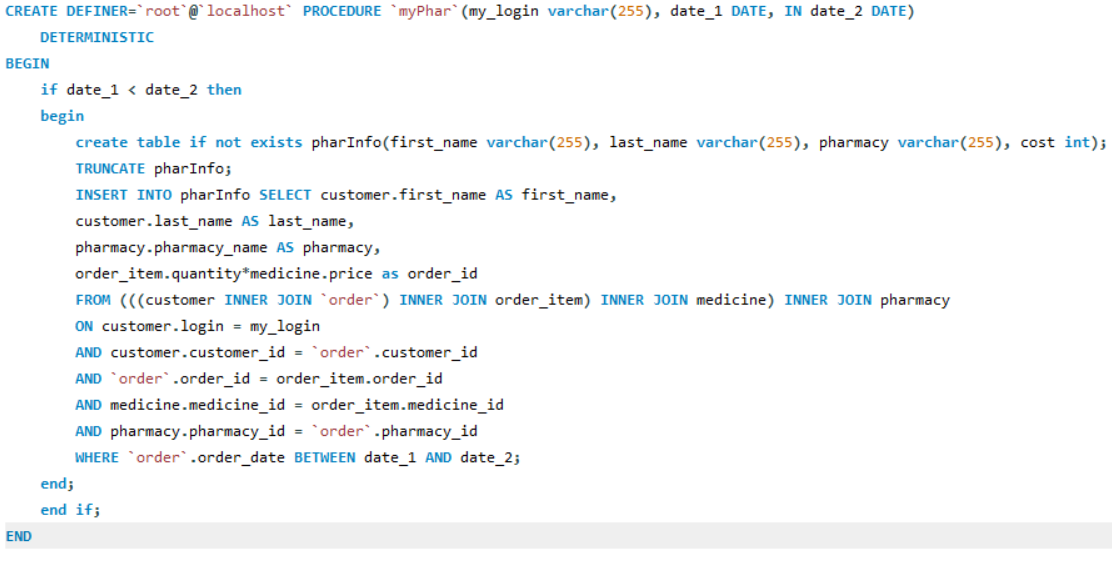 CREATE DEFINER=`root`@`localhost` PROCEDURE `myPhar`(my_login varchar(255), date_1 DATE, IN date_2 DATE)
    DETERMINISTIC
BEGIN
    if date_1 < date_2 then
    begin
        create table if not exists pharInfo(first_name varchar(255), last_name varchar(255), pharmacy varchar(255), cost int);
        TRUNCATE pharInfo;
        INSERT INTO pharInfo SELECT customer.first_name AS first_name,
        customer.last_name AS last_name,
        pharmacy.pharmacy_name AS pharmacy,
        order_item.quantity*medicine.price as order_id
        FROM (((customer INNER JOIN `order`) INNER JOIN order_item) INNER JOIN medicine) INNER JOIN pharmacy
        ON customer.login = my_login
        AND customer.customer_id = `order`.customer_id
        AND `order`.order_id = order_item.order_id
        AND medicine.medicine_id = order_item.medicine_id
        AND pharmacy.pharmacy_id = `order`.pharmacy_id
        WHERE `order`.order_date BETWEEN date_1 AND date_2;
    end;
    end if;
END